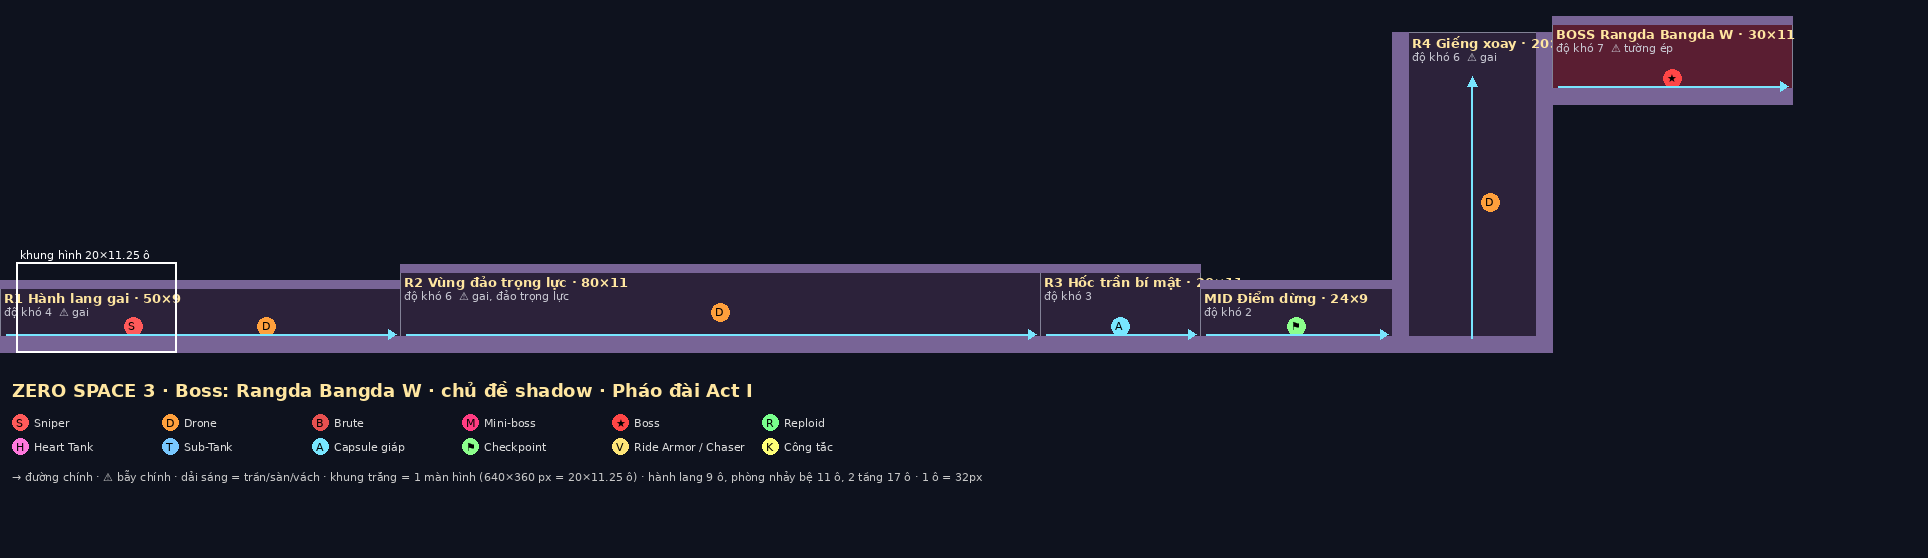 R4 Giếng xoay · 20
độ khó 6 ⚠ gai
BOSS Rangda Bangda W · 30×11
độ khó 7 ⚠ tường ép
★
D
khung hình 20×11.25 ô
R1 Hành lang gai · 50×9
độ khó 4 ⚠ gai
S
D
R2 Vùng đảo trọng lực · 80×11
độ khó 6 ⚠ gai, đảo trọng lực
D
R3 Hốc trần bí mật ·
độ khó 3
A
MID Điểm dừng · 24×9
độ khó 2
⚑
ZERO SPACE 3 · Boss: Rangda Bangda W · chủ đề shadow · Pháo đài Act I
S Sniper D Drone B Brute M Mini-boss ★ Boss R Reploid
H Heart Tank T Sub-Tank A Capsule giáp ⚑ Checkpoint V Ride Armor / Chaser K Công tắc
→ đường chính · ⚠ bẫy chính · dải sáng = trần/sàn/vách · khung trắng = 1 màn hình (640×360 px = 20×11.25 ô) · hành lang 9 ô, phòng nhảy bệ 11 ô, 2 tầng 17 ô · 1 ô = 32px